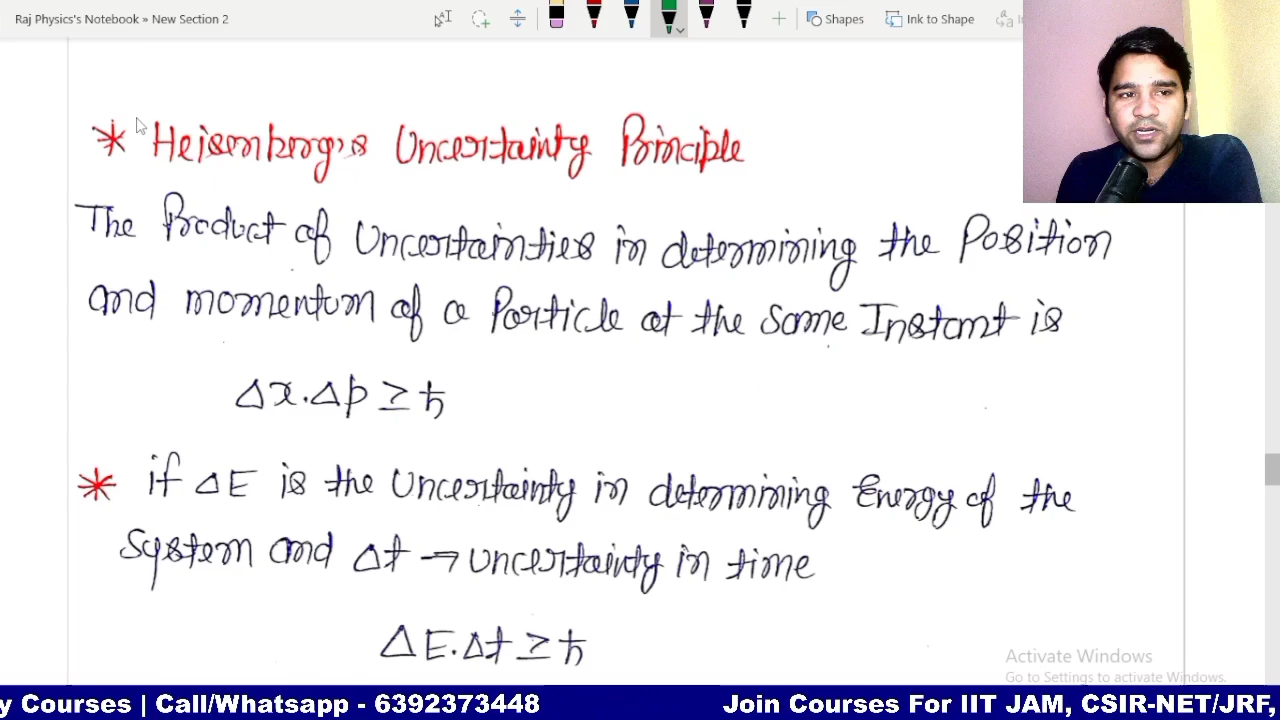 Raj Physics's Notebook » New Section 2
Shapes
Ink to Shape
* Heisenberg's Uncertainty Principle
The Product of Uncertainties in determining the Position
and momentum of a Particle at the same Instant is
Δx.Δp ≥ ħ
* if ΔE is the Uncertainty in determining Energy of the
System and Δt → uncertainty in time
ΔE.Δt ≥ ħ
Activate Windows
Go to Settings to activate Windows.
y Courses | Call/Whatsapp - 6392373448
Join Courses For IIT JAM, CSIR-NET/JRF,